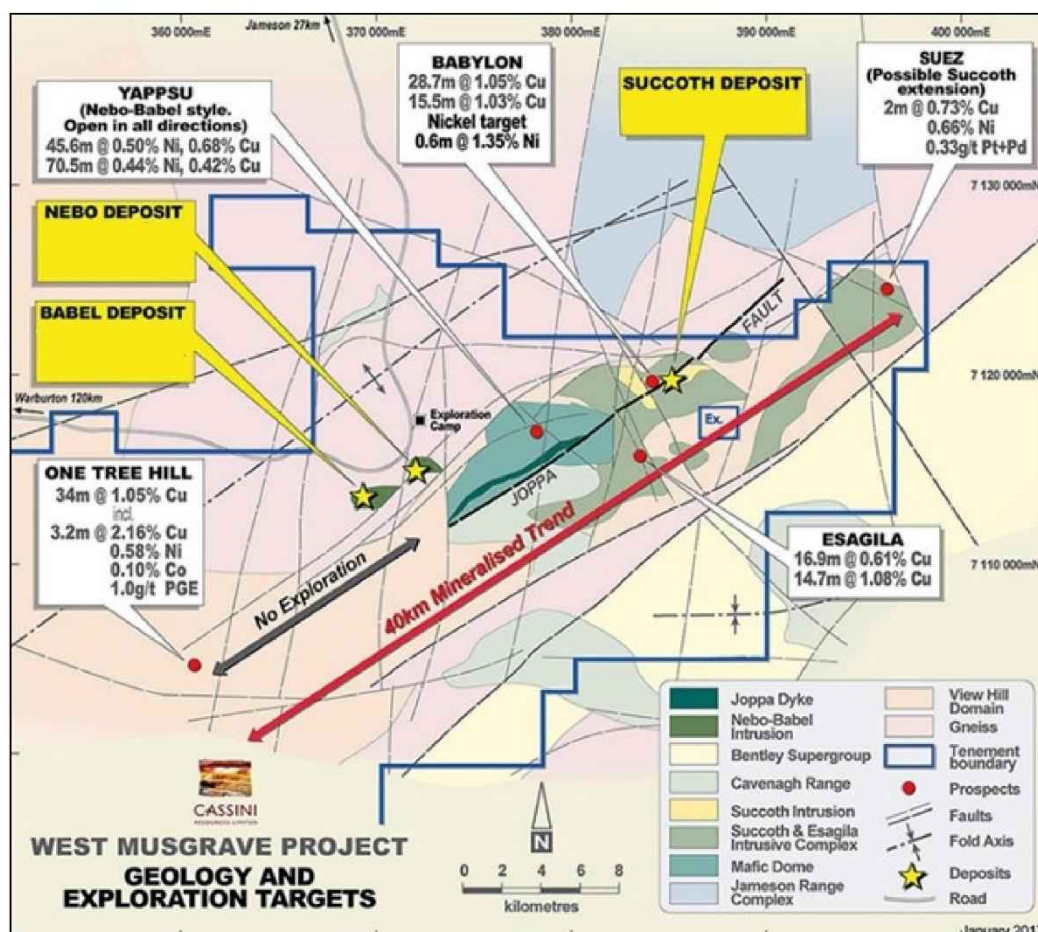 360 000mE
370 000mE
380 000mE
390 000mE
400 000mE
Jameson 27km
YAPPSU
(Nebo-Babel style.
Open in all directions)
45.6m @ 0.50% Ni, 0.68% Cu
70.5m @ 0.44% Ni, 0.42% Cu
BABYLON
28.7m @ 1.05% Cu
15.5m @ 1.03% Cu
Nickel target
0.6m @ 1.35% Ni
SUCCOTH DEPOSIT
SUEZ
(Possible Succoth
extension)
2m @ 0.73% Cu
0.66% Ni
0.33g/t Pt+Pd
7 130 000mN
NEBO DEPOSIT
BABEL DEPOSIT
FAULT
7 120 000mN
Warburton 120km
Exploration
Camp
Ex.
JOPPA
ONE TREE HILL
34m @ 1.05% Cu
incl.
3.2m @ 2.16% Cu
0.58% Ni
0.10% Co
1.0g/t PGE
No Exploration
40km Mineralised Trend
ESAGILA
16.9m @ 0.61% Cu
14.7m @ 1.08% Cu
7 110 000mN
CASSINI
RESOURCES LIMITED
WEST MUSGRAVE PROJECT
GEOLOGY AND
EXPLORATION TARGETS
N
0 2 4 6 8
kilometres
Joppa Dyke
Nebo-Babel
Intrusion
Bentley Supergroup
Cavenagh Range
Succoth Intrusion
Succoth & Esagila
Intrusive Complex
Mafic Dome
Jameson Range
Complex
View Hill
Domain
Gneiss
Tenement
boundary
Prospects
Faults
Fold Axis
Deposits
Road